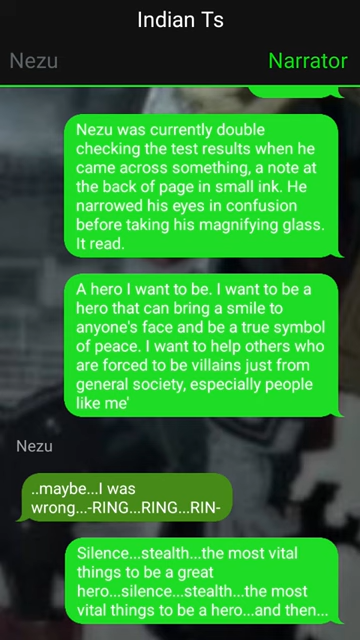 Indian Ts
Nezu Narrator
Nezu was currently double
checking the test results when he
came across something, a note at
the back of page in small ink. He
narrowed his eyes in confusion
before taking his magnifying glass.
It read.
A hero I want to be. I want to be a
hero that can bring a smile to
anyone's face and be a true symbol
of peace. I want to help others who
are forced to be villains just from
general society, especially people
like me'
Nezu
..maybe...I was
wrong...-RING...RING...RIN-
Silence...stealth...the most vital
things to be a great
hero...silence...stealth...the most
vital things to be a hero...and then...